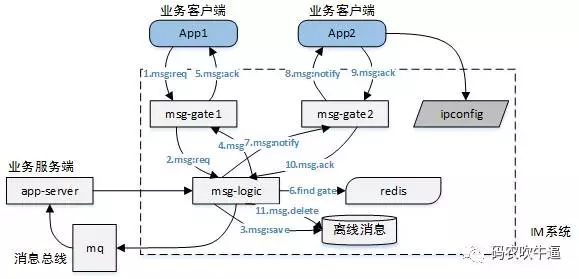 业务客户端
业务客户端
App1
App2
1.msg:req
5.msg:ack
8.msg:notify
9.msg:ack
msg-gate1
msg-gate2
ipconfig
4.msg
7.msg:notify
2.msg:req
10.msg.ack
业务服务端
app-server
msg-logic
6.find gate
redis
11.msg.delete
3.msg:save
离线消息
IM系统
消息总线
mq
码农吹牛逼